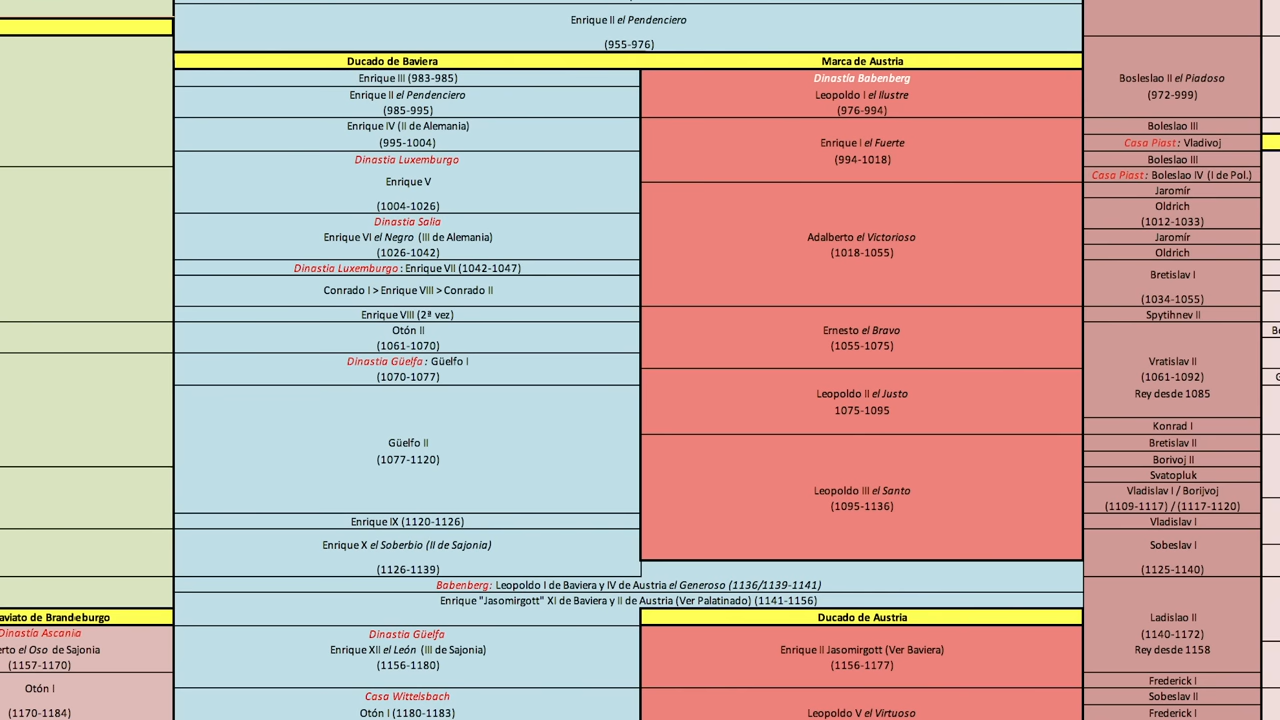 Enrique II el Pendenciero
(955-976)
Ducado de Baviera
Enrique III (983-985)
Enrique II el Pendenciero
(985-995)
Enrique IV (II de Alemania)
(995-1004)
Dinastia Luxemburgo
Enrique V
(1004-1026)
Dinastia Salia
Enrique VI el Negro (III de Alemania)
(1026-1042)
Dinastia Luxemburgo : Enrique VII (1042-1047)
Conrado I > Enrique VIII > Conrado II
Enrique VIII (2ª vez)
Otón II
(1061-1070)
Dinastia Güelfa : Güelfo I
(1070-1077)
Güelfo II
(1077-1120)
Enrique IX (1120-1126)
Enrique X el Soberbio (II de Sajonia)
(1126-1139)
Marca de Austria
Dinastía Babenberg
Leopoldo I el Ilustre
(976-994)
Enrique I el Fuerte
(994-1018)
Adalberto el Victorioso
(1018-1055)
Ernesto el Bravo
(1055-1075)
Leopoldo II el Justo
1075-1095
Leopoldo III el Santo
(1095-1136)
Babenberg: Leopoldo I de Baviera y IV de Austria el Generoso (1136/1139-1141)
Enrique "Jasomirgott" XI de Baviera y II de Austria (Ver Palatinado) (1141-1156)
aviato de Brandeburgo
Dinastía Ascania
erto el Oso de Sajonia
(1157-1170)
Otón I
(1170-1184)
Dinastia Güelfa
Enrique XII el León (III de Sajonia)
(1156-1180)
Casa Wittelsbach
Otón I (1180-1183)
Ducado de Austria
Enrique II Jasomirgott (Ver Baviera)
(1156-1177)
Leopoldo V el Virtuoso
Bosleslao II el Piadoso
(972-999)
Boleslao III
Casa Piast : Vladivoj
Boleslao III
Casa Piast : Boleslao IV (I de Pol.)
Jaromír
Oldrich
(1012-1033)
Jaromír
Oldrich
Bretislav I
(1034-1055)
Spytihnev II
Vratislav II
(1061-1092)
Rey desde 1085
Konrad I
Bretislav II
Borivoj II
Svatopluk
Vladislav I / Borijvoj
(1109-1117) / (1117-1120)
Vladislav I
Sobeslav I
(1125-1140)
Ladislao II
(1140-1172)
Rey desde 1158
Frederick I
Sobeslav II
Frederick I